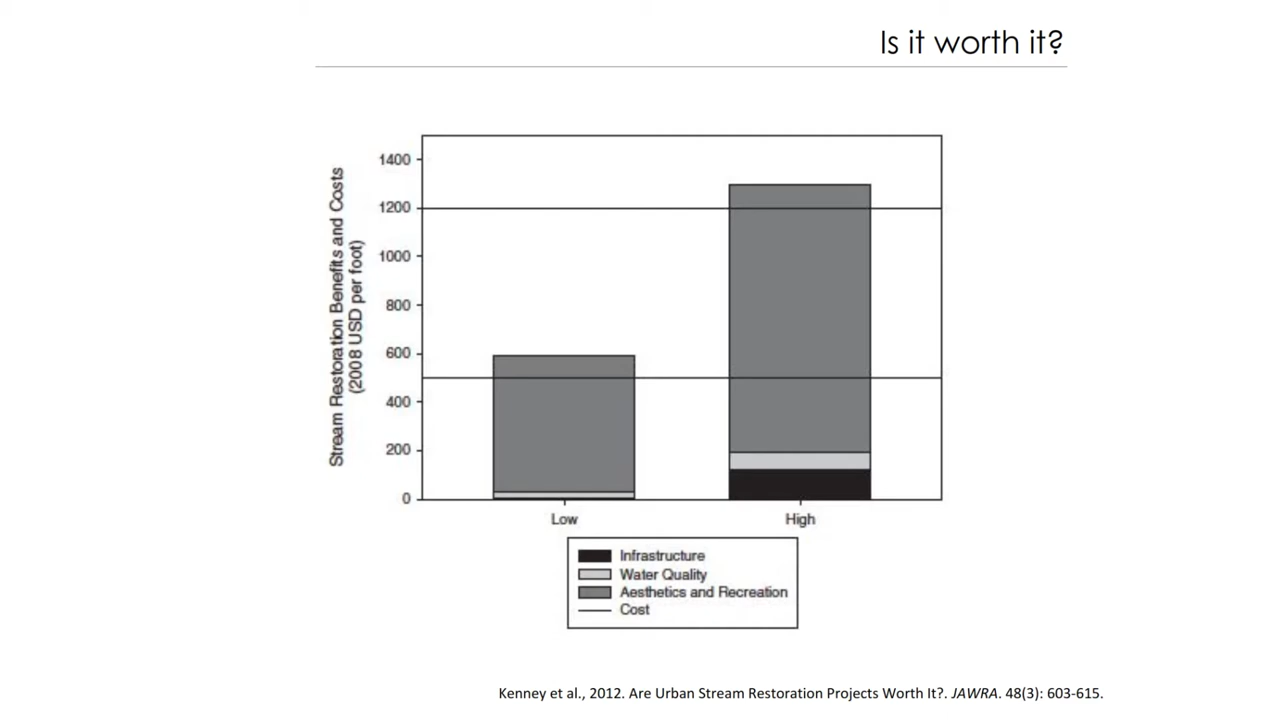 Is it worth it?
Stream Restoration Benefits and Costs
(2008 USD per foot)
1400
1200
1000
800
600
400
200
0
Low High
Infrastructure
Water Quality
Aesthetics and Recreation
Cost
Kenney et al., 2012. Are Urban Stream Restoration Projects Worth It?. JAWRA. 48(3): 603-615.